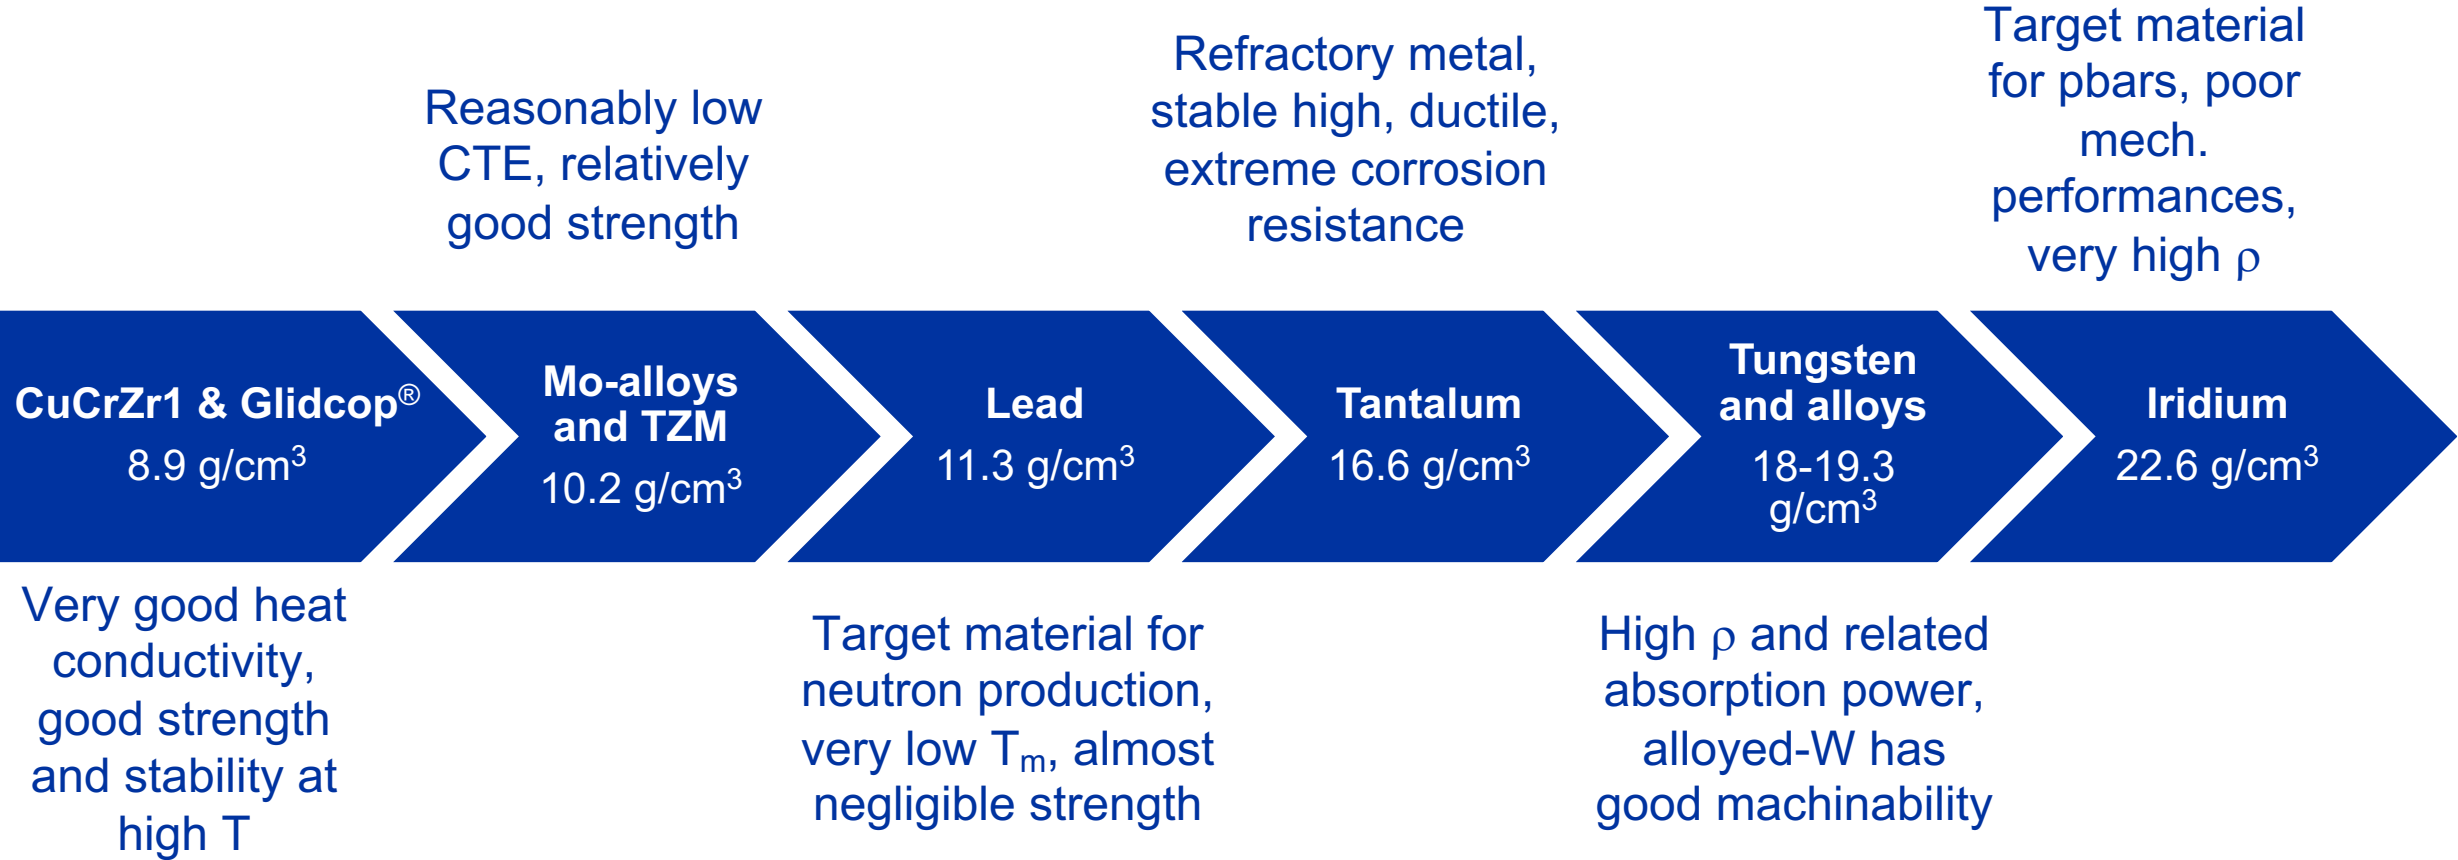 Reasonably low
CTE, relatively
good strength
Refractory metal,
stable high, ductile,
extreme corrosion
resistance
Target material
for pbars, poor
mech.
performances,
very high ρ
CuCrZr1 & Glidcop®
8.9 g/cm³
Mo-alloys
and TZM
10.2 g/cm³
Lead
11.3 g/cm³
Tantalum
16.6 g/cm³
Tungsten
and alloys
18-19.3
g/cm³
Iridium
22.6 g/cm³
Very good heat
conductivity,
good strength
and stability at
high T
Target material for
neutron production,
very low Tₘ, almost
negligible strength
High ρ and related
absorption power,
alloyed-W has
good machinability